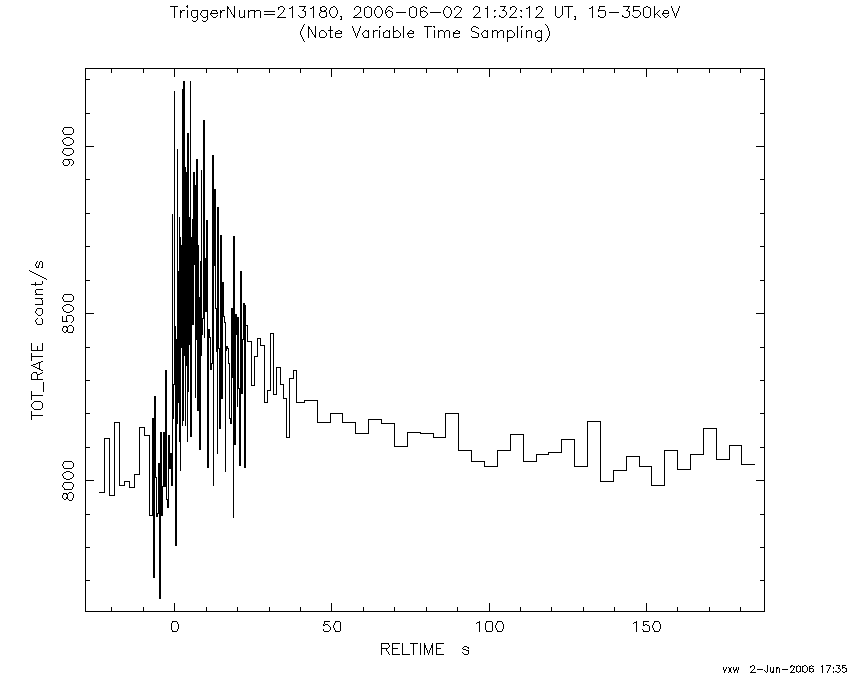 TriggerNum=213180, 2006-06-02 21:32:12 UT, 15-350keV
(Note Variable Time Sampling)
TOT_RATE count/s
9000
8500
8000
0 50 100 150
RELTIME s
vxw 2-Jun-2006 17:35